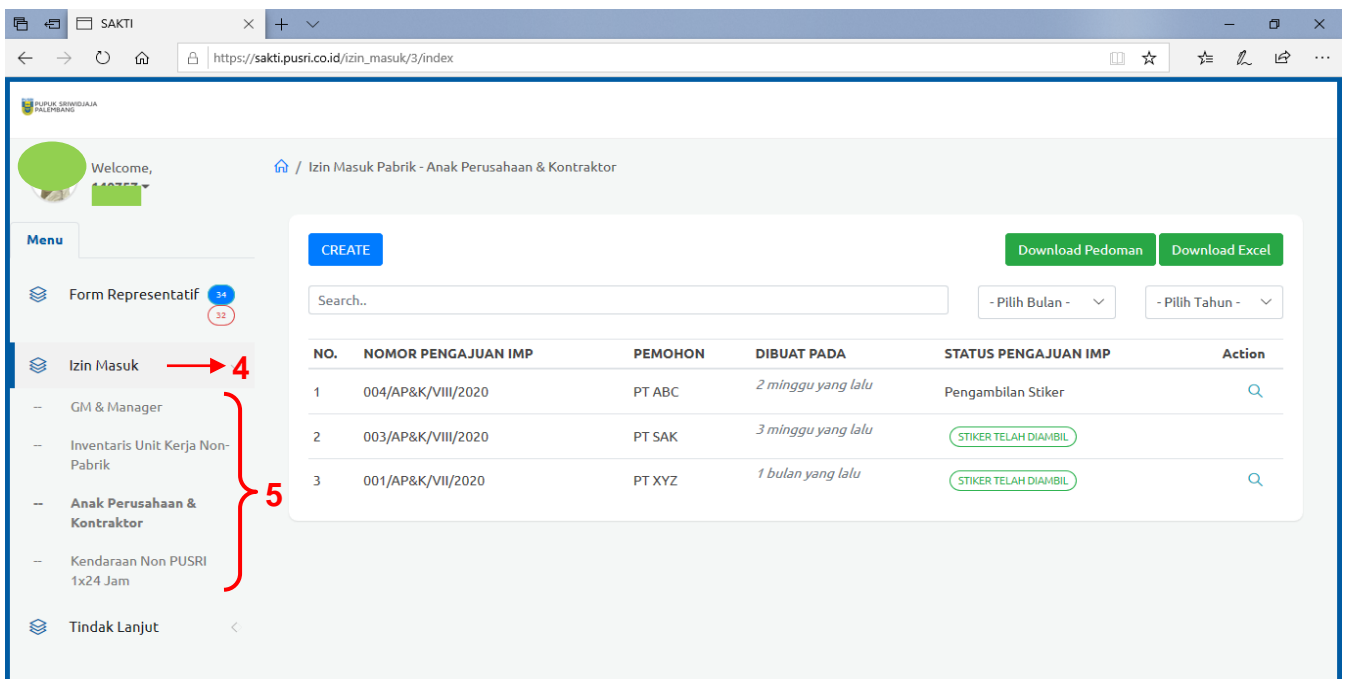 SAKTI
https://sakti.pusri.co.id/izin_masuk/3/index
PUPUK SRIWIDJAJA
PALEMBANG
Welcome,
/ Izin Masuk Pabrik - Anak Perusahaan & Kontraktor
Menu
CREATE
Download Pedoman
Download Excel
Form Representatif 34
32
Search..
- Pilih Bulan -
- Pilih Tahun -
Izin Masuk 4
NO. NOMOR PENGAJUAN IMP PEMOHON DIBUAT PADA STATUS PENGAJUAN IMP Action
1 004/AP&K/VIII/2020 PT ABC 2 minggu yang lalu Pengambilan Stiker
2 003/AP&K/VIII/2020 PT SAK 3 minggu yang lalu STIKER TELAH DIAMBIL
3 001/AP&K/VII/2020 PT XYZ 1 bulan yang lalu STIKER TELAH DIAMBIL
-- GM & Manager
-- Inventaris Unit Kerja Non-
Pabrik
-- Anak Perusahaan &
Kontraktor
5
-- Kendaraan Non PUSRI
1x24 Jam
Tindak Lanjut